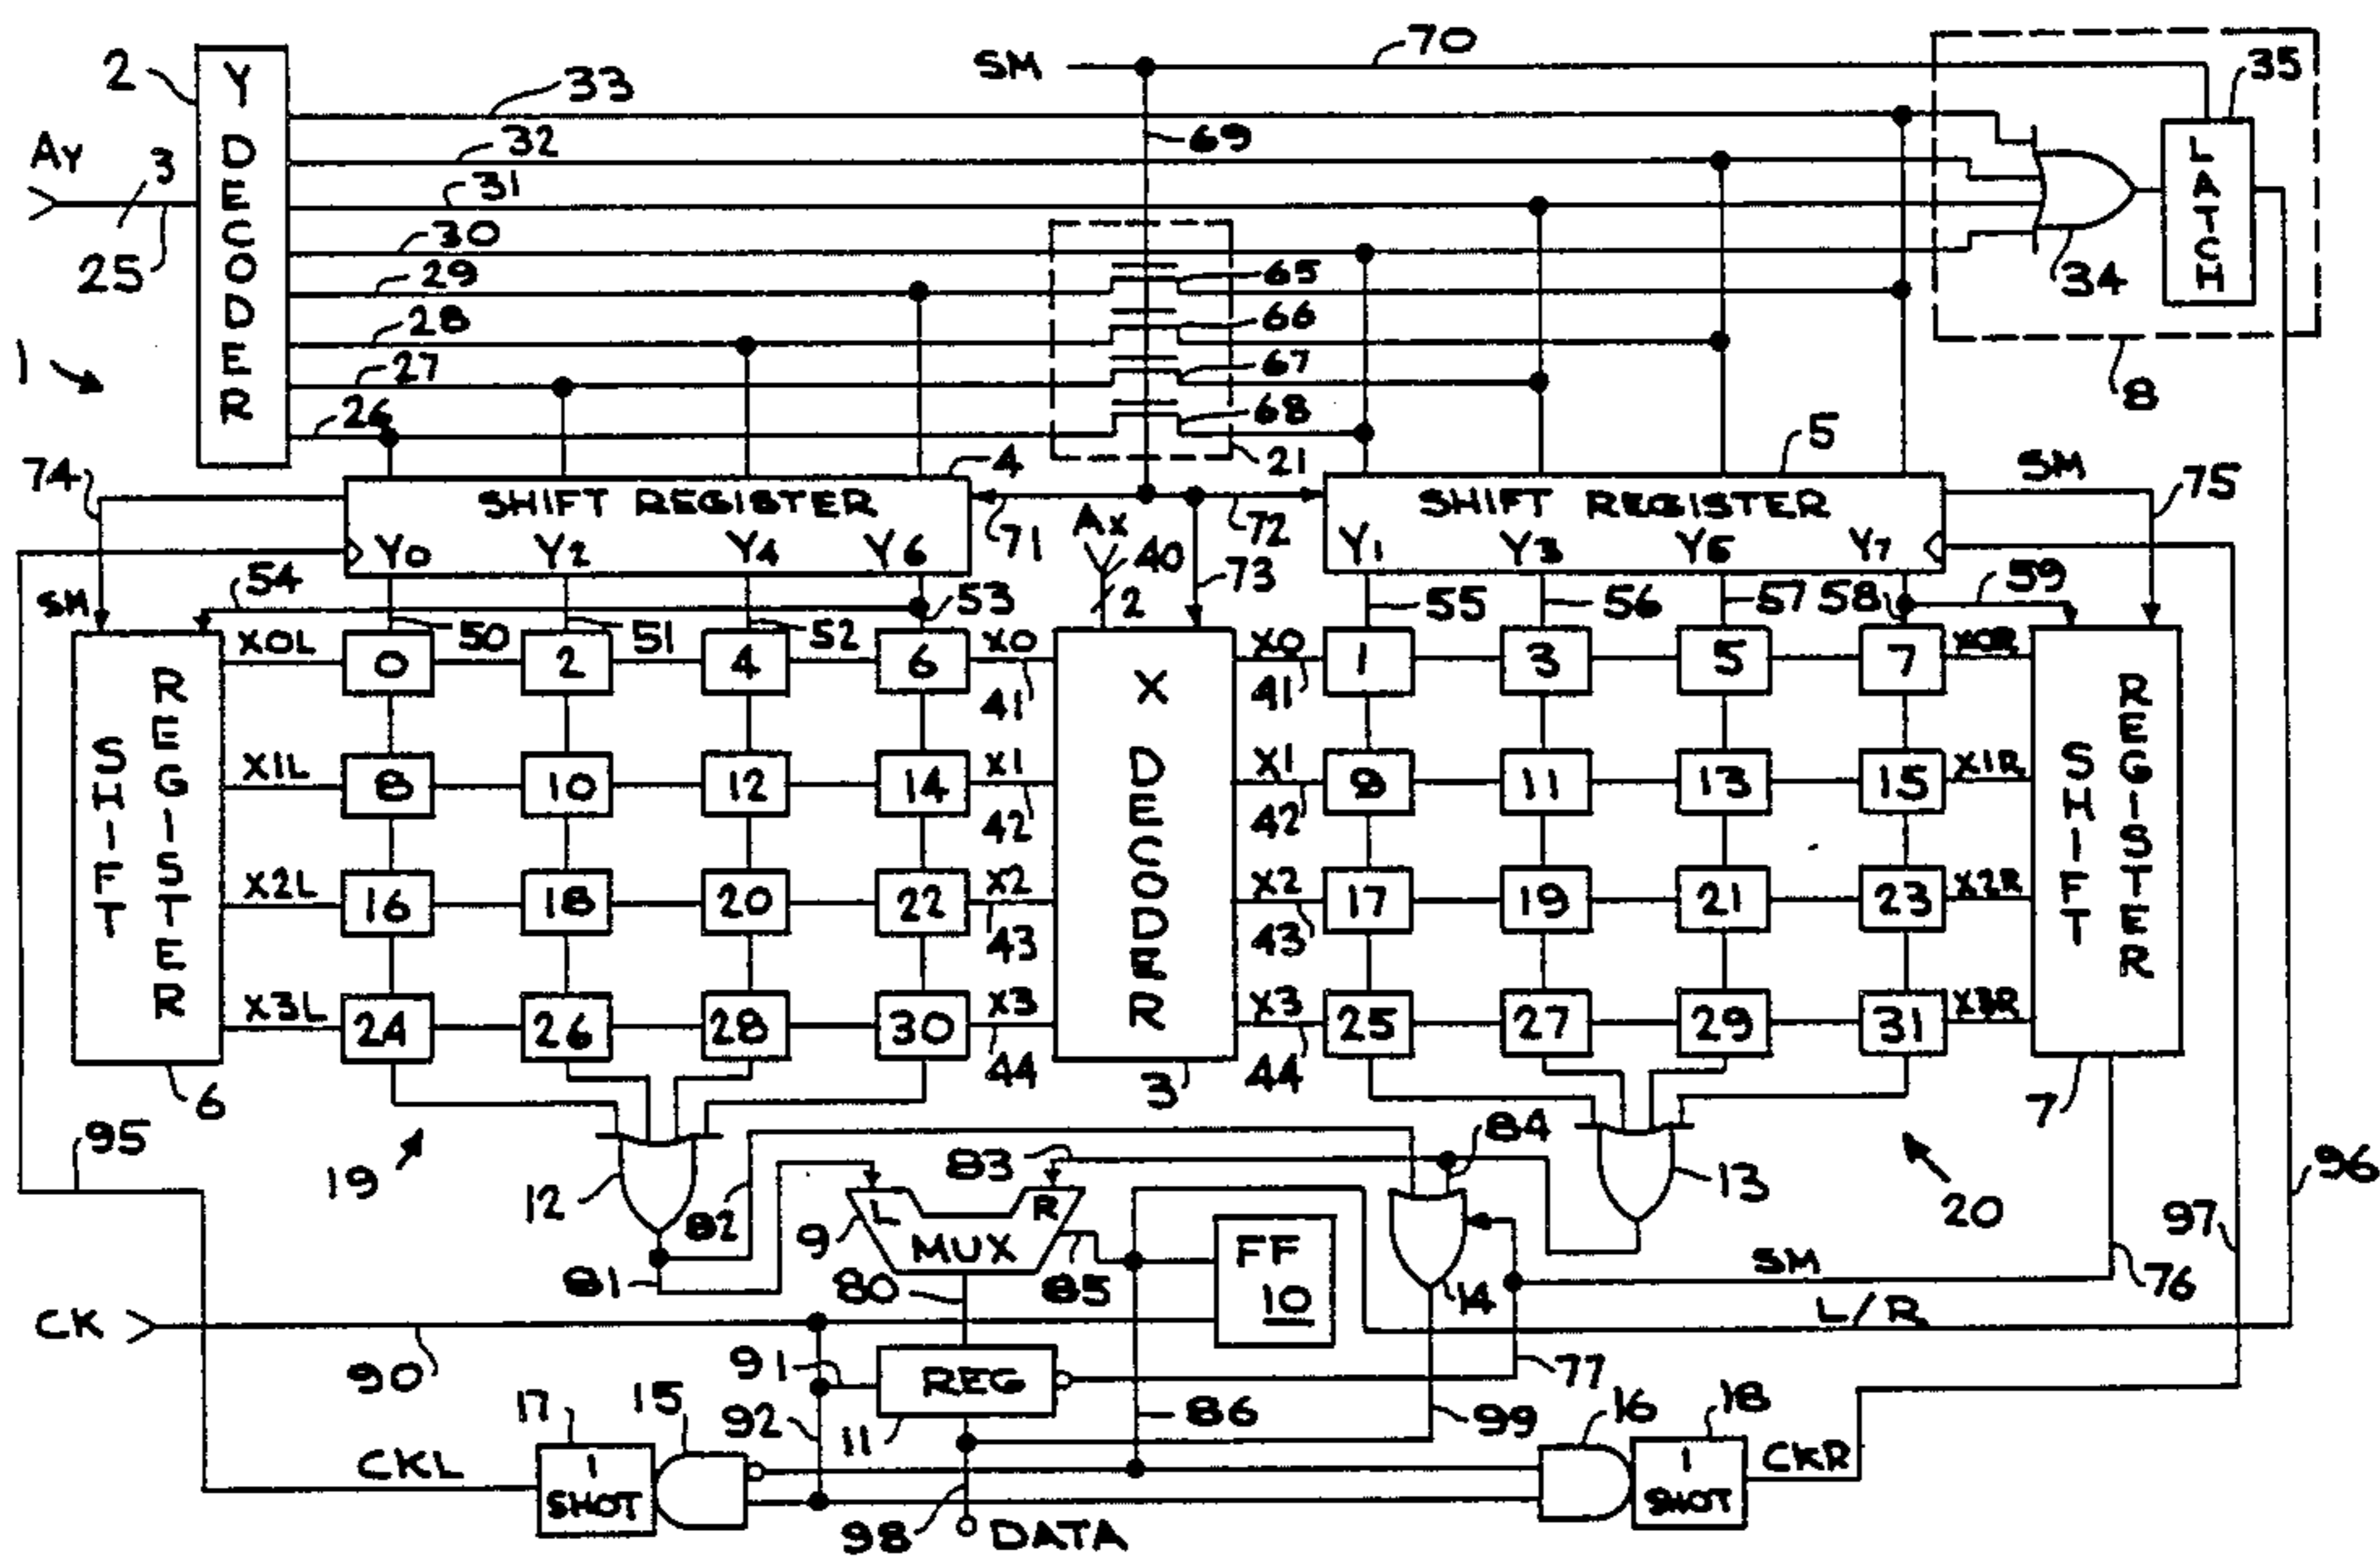 SM 70
2 Y DECODER 33 35
Ay 3 32 69 LATCH
31
25 30 34
29 65
28 66
1 27 67 8
26 68
74 4 21 5 SM 75
SHIFT REGISTER 71 Ax 72 SHIFT REGISTER
Y0 Y2 Y4 Y6 40 73 Y1 Y3 Y5 Y7
SM 54 53 2 55 56 57 58 59
X0L 50 51 52 X0 X0 X0R
0 2 4 6 41 X DECODER 41 1 3 5 7
SHIFT REGISTER SHIFT REGISTER
X1L 8 10 12 14 X1 X1 9 11 13 15 X1R
42 42
X2L 16 18 20 22 X2 X2 17 19 21 23 X2R
43 43
X3L 24 26 28 30 X3 X3 25 27 29 31 X3R
44 44
6 3 7
95 19 12 82 83 84 13 20 97 96
9 L R
MUX FF
81 80 85 10 14 SM 76
CK L/R
90 91 REG 77
17 15 92 11 86 99 16 18
CKL 1 SHOT 1 SHOT CKR
98 DATA